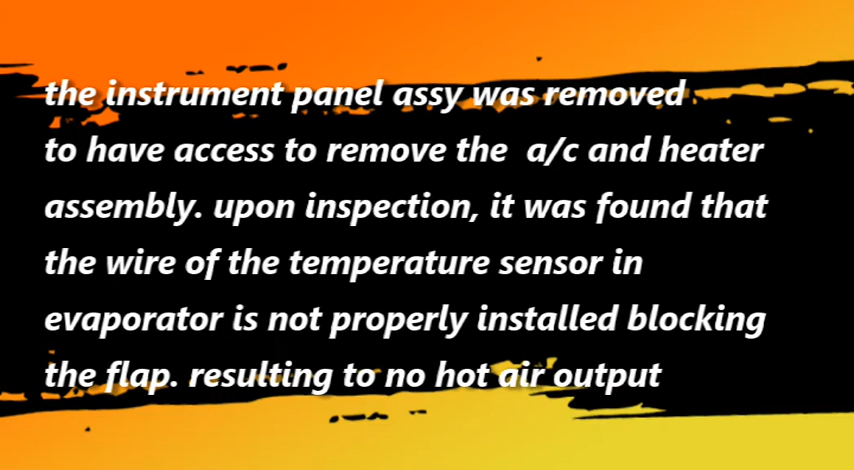 the instrument panel assy was removed
to have access to remove the a/c and heater
assembly. upon inspection, it was found that
the wire of the temperature sensor in
evaporator is not properly installed blocking
the flap. resulting to no hot air output